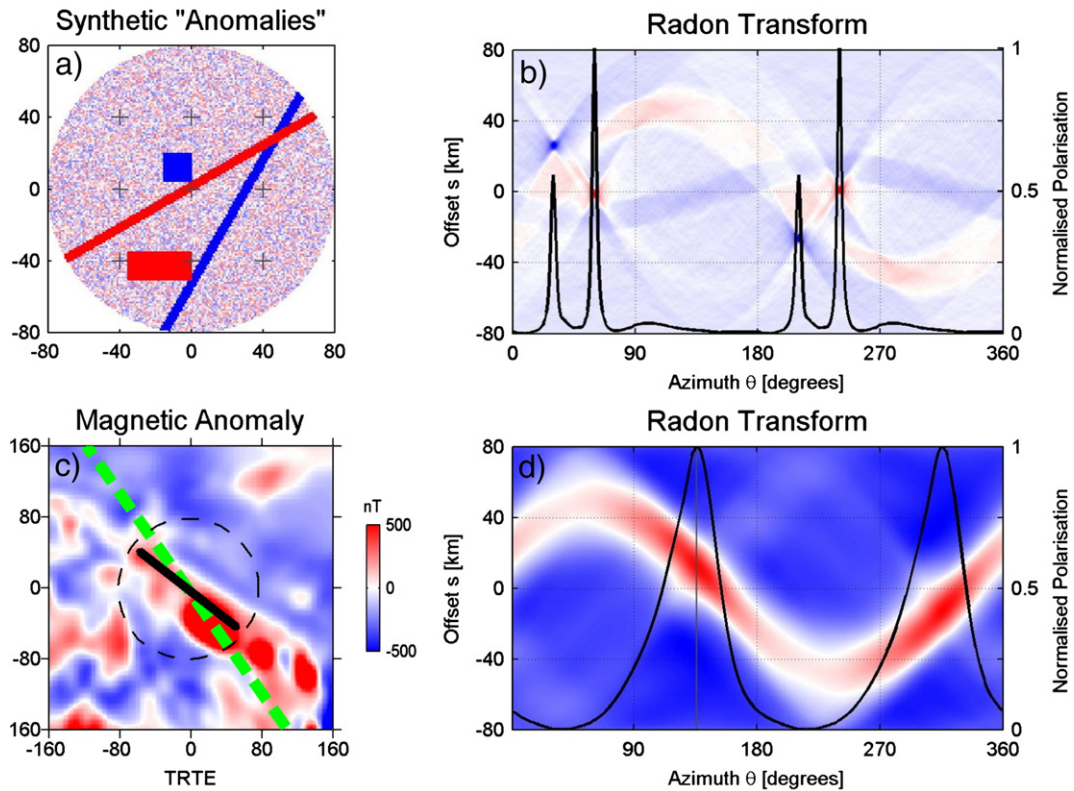 Synthetic "Anomalies"
a)
80
40
0
-40
-80
-80 -40 0 40 80
Radon Transform
b)
Offset s [km]
80
40
0
-40
-80
0 90 180 270 360
Azimuth θ [degrees]
1
0.5
0
Normalised Polarisation
Magnetic Anomaly
c)
160
80
0
-80
160
-160 -80 0 80 160
TRTE
nT
500
0
-500
Radon Transform
d)
Offset s [km]
80
40
0
-40
-80
90 180 270 360
Azimuth θ [degrees]
1
0.5
0
Normalised Polarisation